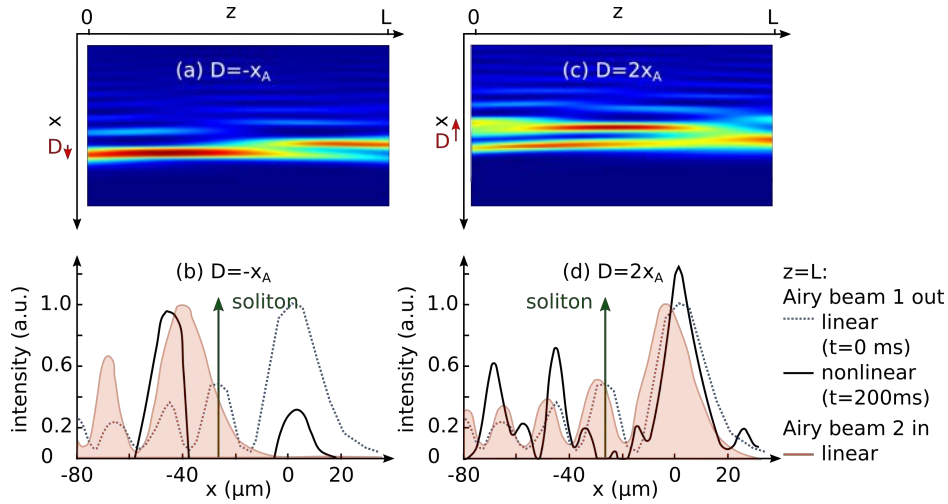 0 z L
x
D
(a) D=-xA
0 z L
x
D
(c) D=2xA
(b) D=-xA
soliton
intensity (a.u.)
1.0
0.6
0.2
0
-80 -40 0 20
x (μm)
(d) D=2xA
soliton
intensity (a.u.)
1.0
0.6
0.2
0
-80 -40 0 20
x (μm)
z=L:
Airy beam 1 out
linear
(t=0 ms)
nonlinear
(t=200ms)
Airy beam 2 in
linear